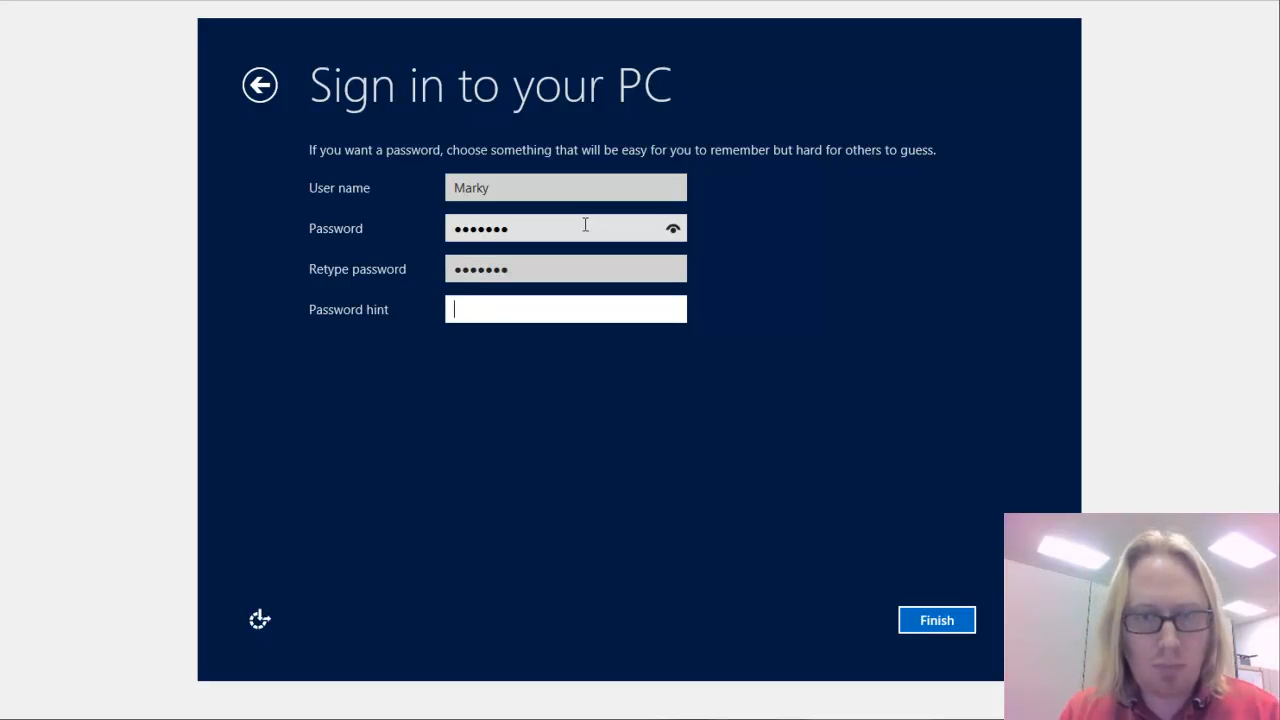 Sign in to your PC
If you want a password, choose something that will be easy for you to remember but hard for others to guess.
User name
Marky
Password
•••••••
Retype password
•••••••
Password hint
Finish